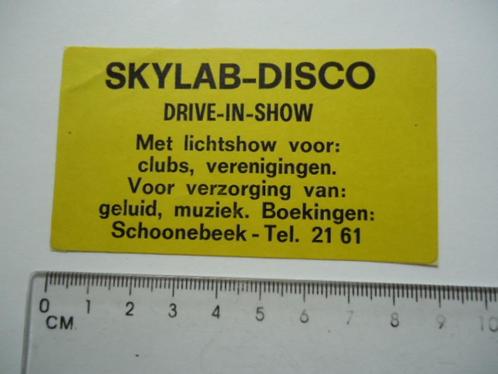 SKYLAB-DISCO
DRIVE-IN-SHOW
Met lichtshow voor:
clubs, verenigingen.
Voor verzorging van:
geluid, muziek. Boekingen:
Schoonebeek - Tel. 21 61
0 1 2 3 4 5 6 7 8 9 10
CM